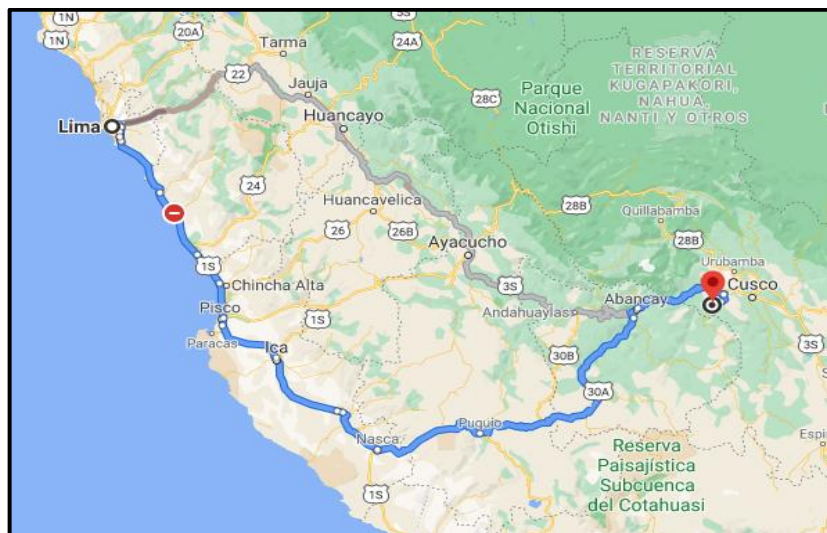 1N
1N
20A
5S
24A
Tarma
RESERVA
TERRITORIAL
KUGAPAKORI,
NAHUA,
NANTI Y OTROS
22
Jauja
28C
Parque
Nacional
Otishi
Lima
Huancayo
24
Huancavelica
28B
Quillabamba
26
26B
Ayacucho
28B
Urubamba
1S
Chincha Alta
3S
Cusco
Pisco
1S
Andahuaylas
Abancay
Paracas
Ica
30B
3S
30A
Nasca
Puquio
Reserva
Paisajística
Subcuenca
del Cotahuasi
Espi
1S